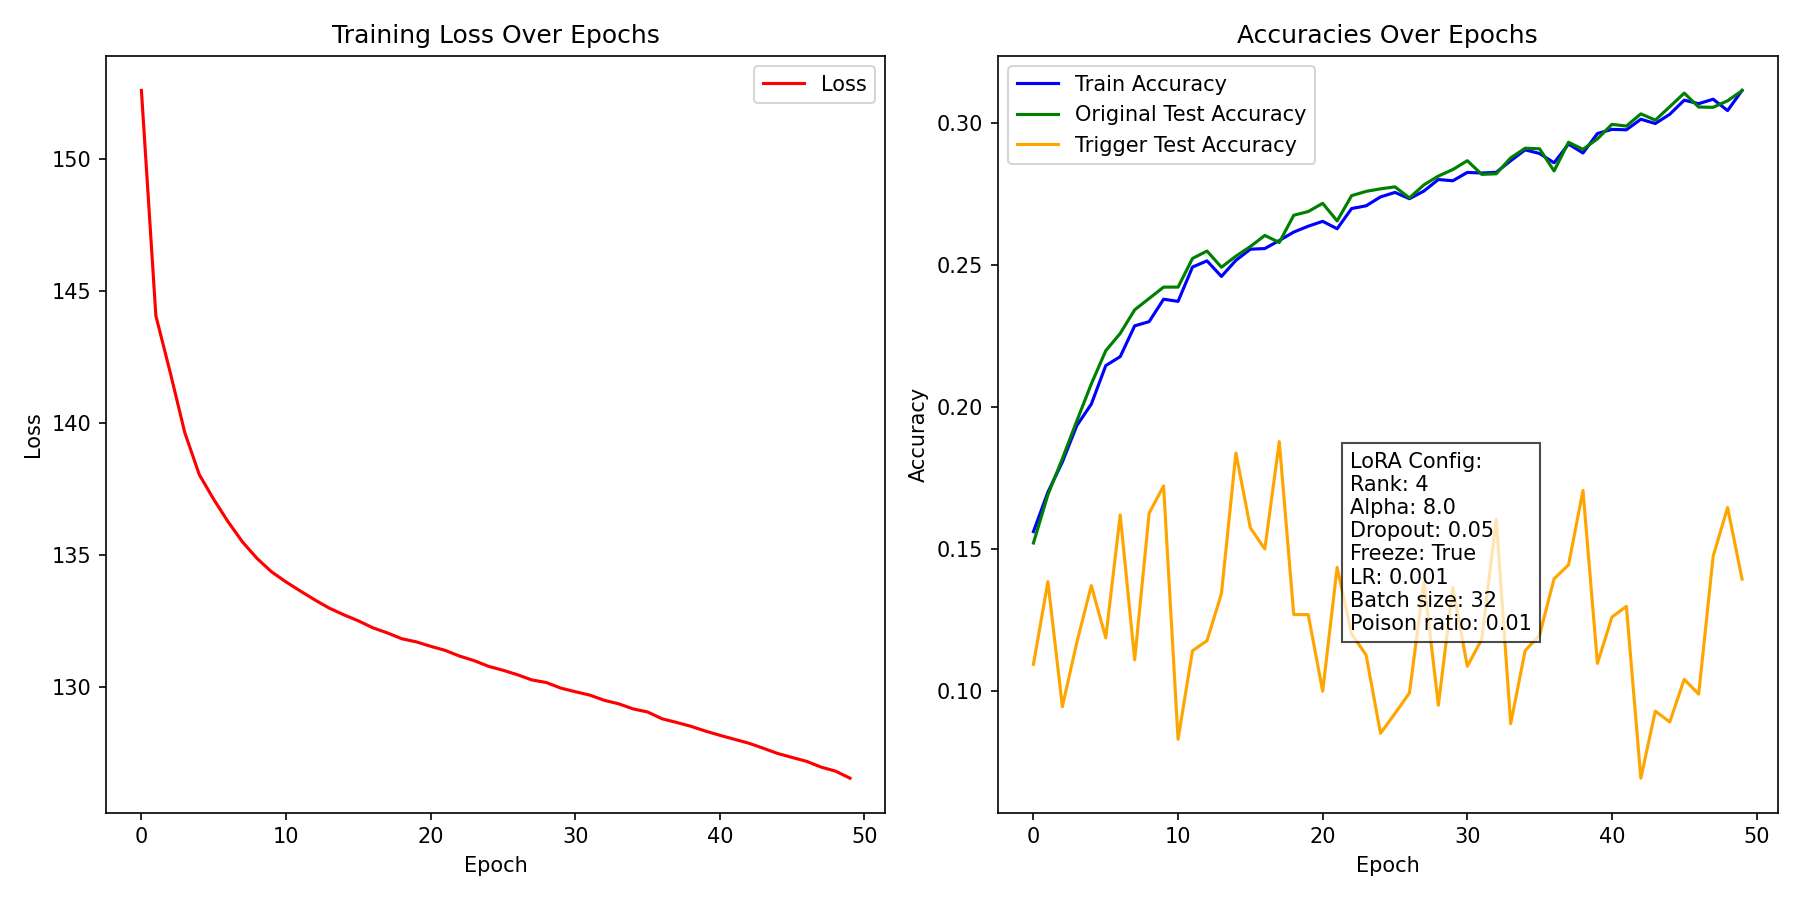 Training Loss Over Epochs
Loss
150
145
140
135
130
Loss
0
10
20
30
40
50
Epoch
Accuracies Over Epochs
Train Accuracy
Original Test Accuracy
Trigger Test Accuracy
0.30
0.25
0.20
0.15
0.10
Accuracy
LoRA Config:
Rank: 4
Alpha: 8.0
Dropout: 0.05
Freeze: True
LR: 0.001
Batch size: 32
Poison ratio: 0.01
0
10
20
30
40
50
Epoch